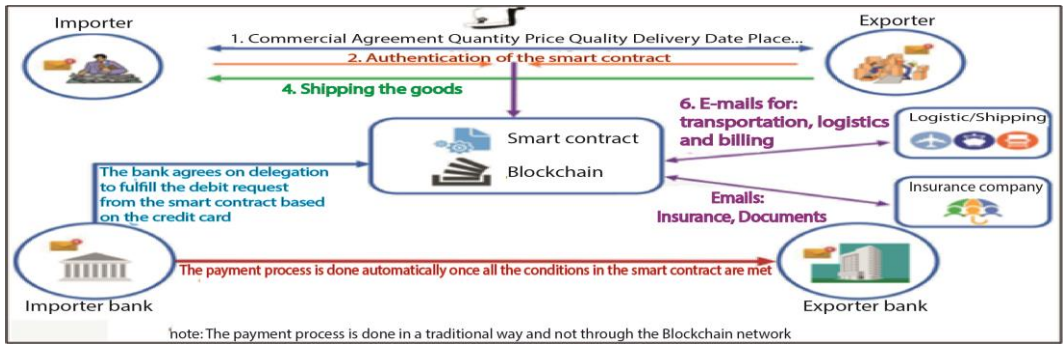 Importer
Exporter
1. Commercial Agreement Quantity Price Quality Delivery Date Place...
2. Authentication of the smart contract
4. Shipping the goods
6. E-mails for:
transportation, logistics
and billing
Logistic/Shipping
Smart contract
Blockchain
The bank agrees on delegation
to fulfill the debit request
from the smart contract based
on the credit card
Emails:
Insurance, Documents
Insurance company
The payment process is done automatically once all the conditions in the smart contract are met
Importer bank
Exporter bank
note: The payment process is done in a traditional way and not through the Blockchain network